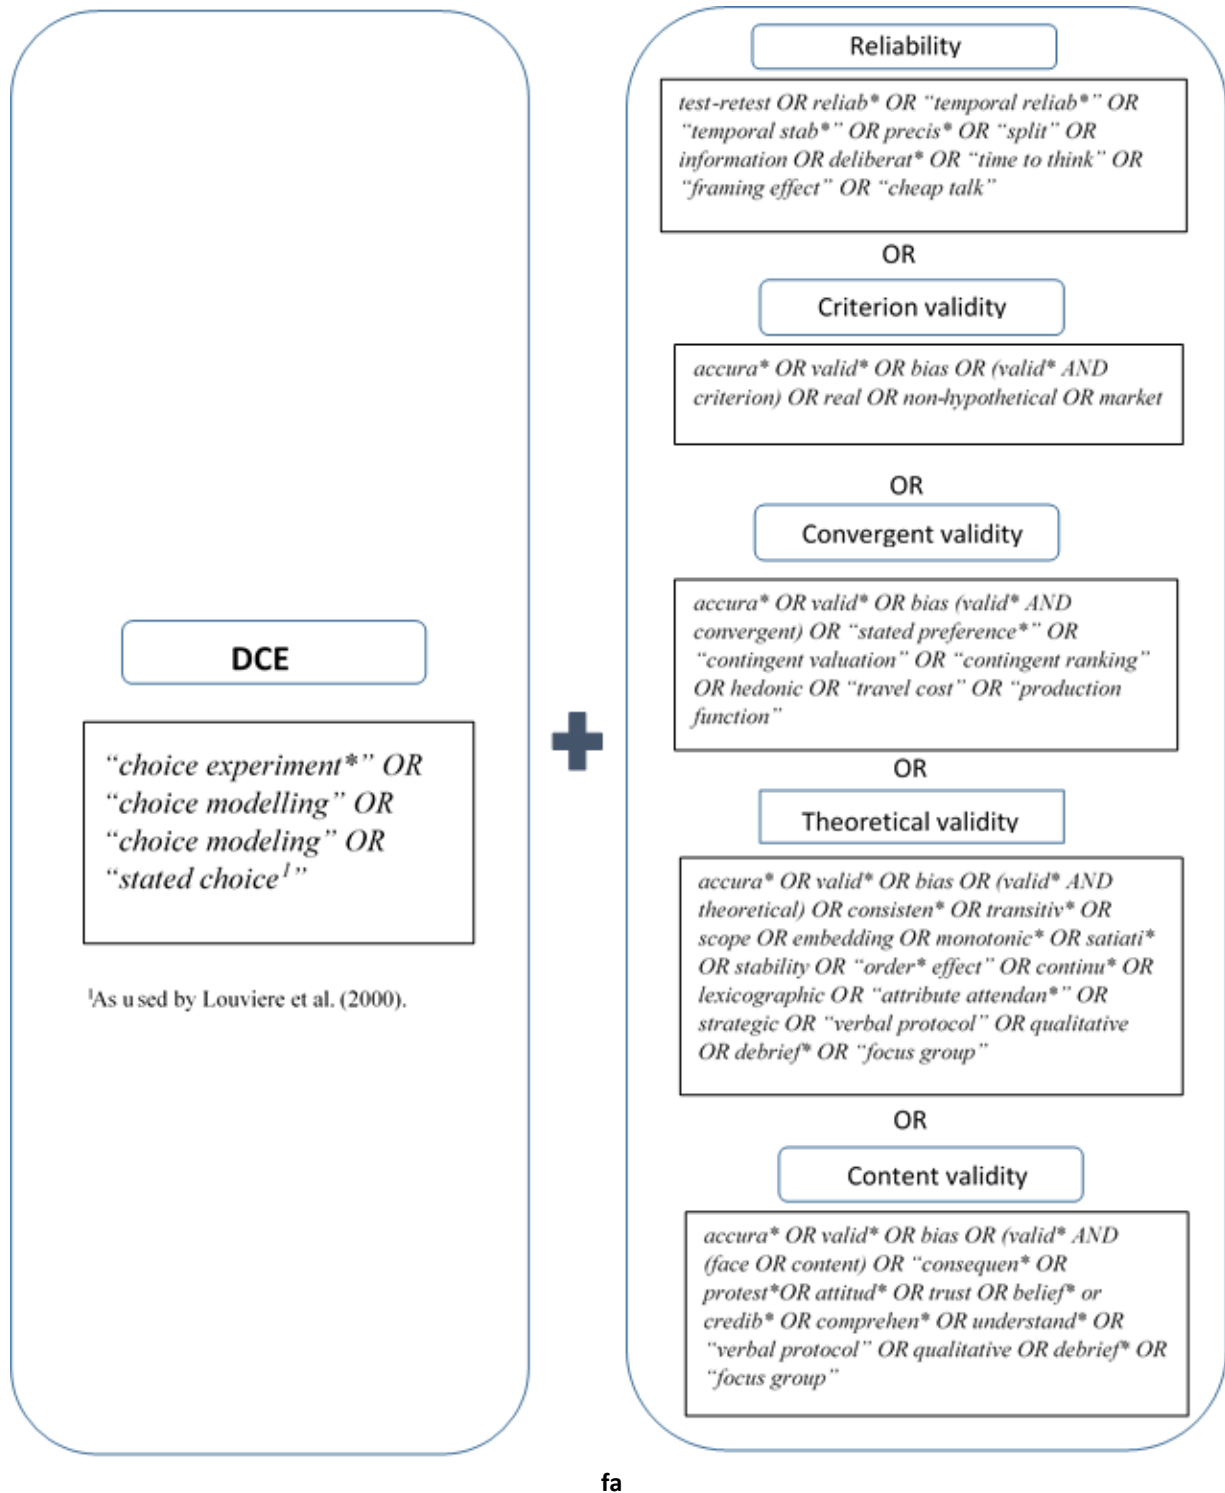 DCE
“choice experiment*” OR
“choice modelling” OR
“choice modeling” OR
“stated choice¹”
¹As used by Louviere et al. (2000).
Reliability
test-retest OR reliab* OR “temporal reliab*” OR
“temporal stab*” OR precis* OR “split” OR
information OR deliberat* OR “time to think” OR
“framing effect” OR “cheap talk”
OR
Criterion validity
accura* OR valid* OR bias OR (valid* AND
criterion) OR real OR non-hypothetical OR market
OR
Convergent validity
accura* OR valid* OR bias (valid* AND
convergent) OR “stated preference*” OR
“contingent valuation” OR “contingent ranking”
OR hedonic OR “travel cost” OR “production
function”
OR
Theoretical validity
accura* OR valid* OR bias OR (valid* AND
theoretical) OR consisten* OR transitiv* OR
scope OR embedding OR monotonic* OR satiati*
OR stability OR “order* effect” OR continu* OR
lexicographic OR “attribute attendan*” OR
strategic OR “verbal protocol” OR qualitative
OR debrief* OR “focus group”
OR
Content validity
accura* OR valid* OR bias OR (valid* AND
(face OR content) OR “consequen* OR
protest*OR attitud* OR trust OR belief* or
credib* OR comprehen* OR understand* OR
“verbal protocol” OR qualitative OR debrief* OR
“focus group”
fa